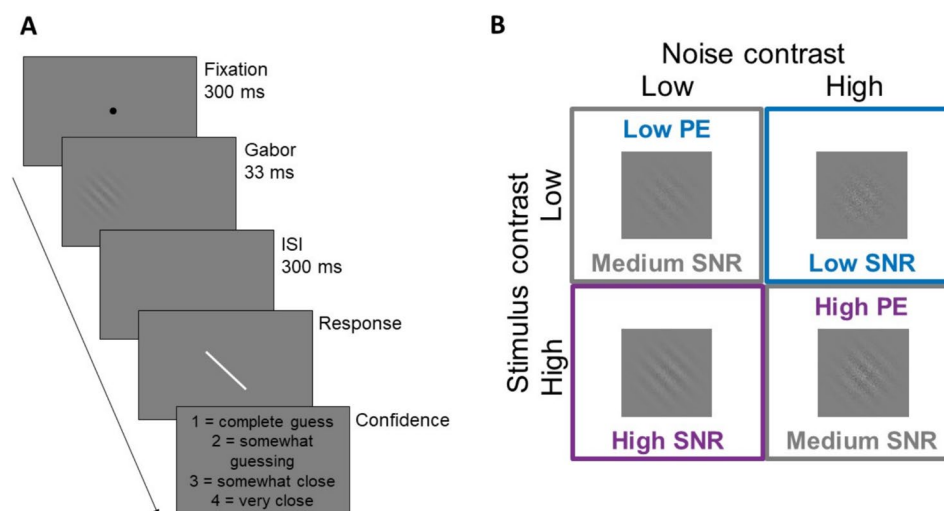 A
Fixation
300 ms
Gabor
33 ms
ISI
300 ms
Response
Confidence
1 = complete guess
2 = somewhat
guessing
3 = somewhat close
4 = very close
B
Noise contrast
Low
High
Stimulus contrast
Low
High
Low PE
Medium SNR
Low SNR
High SNR
High PE
Medium SNR